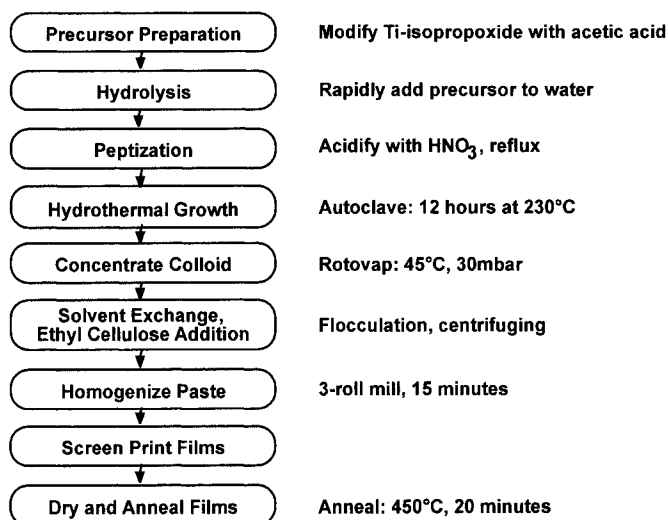 Precursor Preparation
Modify Ti-isopropoxide with acetic acid
Hydrolysis
Rapidly add precursor to water
Peptization
Acidify with HNO3, reflux
Hydrothermal Growth
Autoclave: 12 hours at 230°C
Concentrate Colloid
Rotovap: 45°C, 30mbar
Solvent Exchange,
Ethyl Cellulose Addition
Flocculation, centrifuging
Homogenize Paste
3-roll mill, 15 minutes
Screen Print Films
Dry and Anneal Films
Anneal: 450°C, 20 minutes